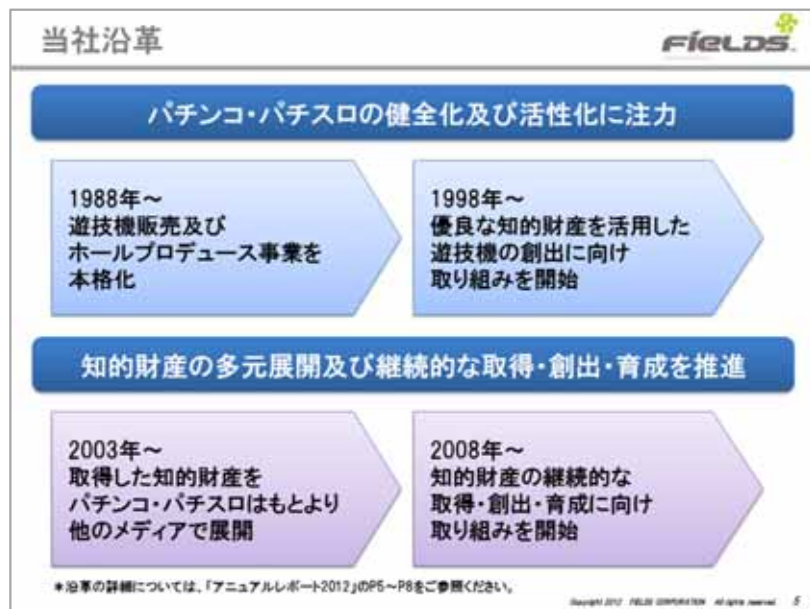 当社沿革
FIELDS
パチンコ・パチスロの健全化及び活性化に注力
1988年～
遊技機販売及び
ホールプロデュース事業を
本格化
1998年～
優良な知的財産を活用した
遊技機の創出に向け
取り組みを開始
知的財産の多元展開及び継続的な取得・創出・育成を推進
2003年～
取得した知的財産を
パチンコ・パチスロはもとより
他のメディアで展開
2008年～
知的財産の継続的な
取得・創出・育成に向け
取り組みを開始
＊沿革の詳細については、「アニュアルレポート2012」のP5～P8をご参照ください。
Copyright 2012 FIELDS CORPORATION All rights reserved. 5